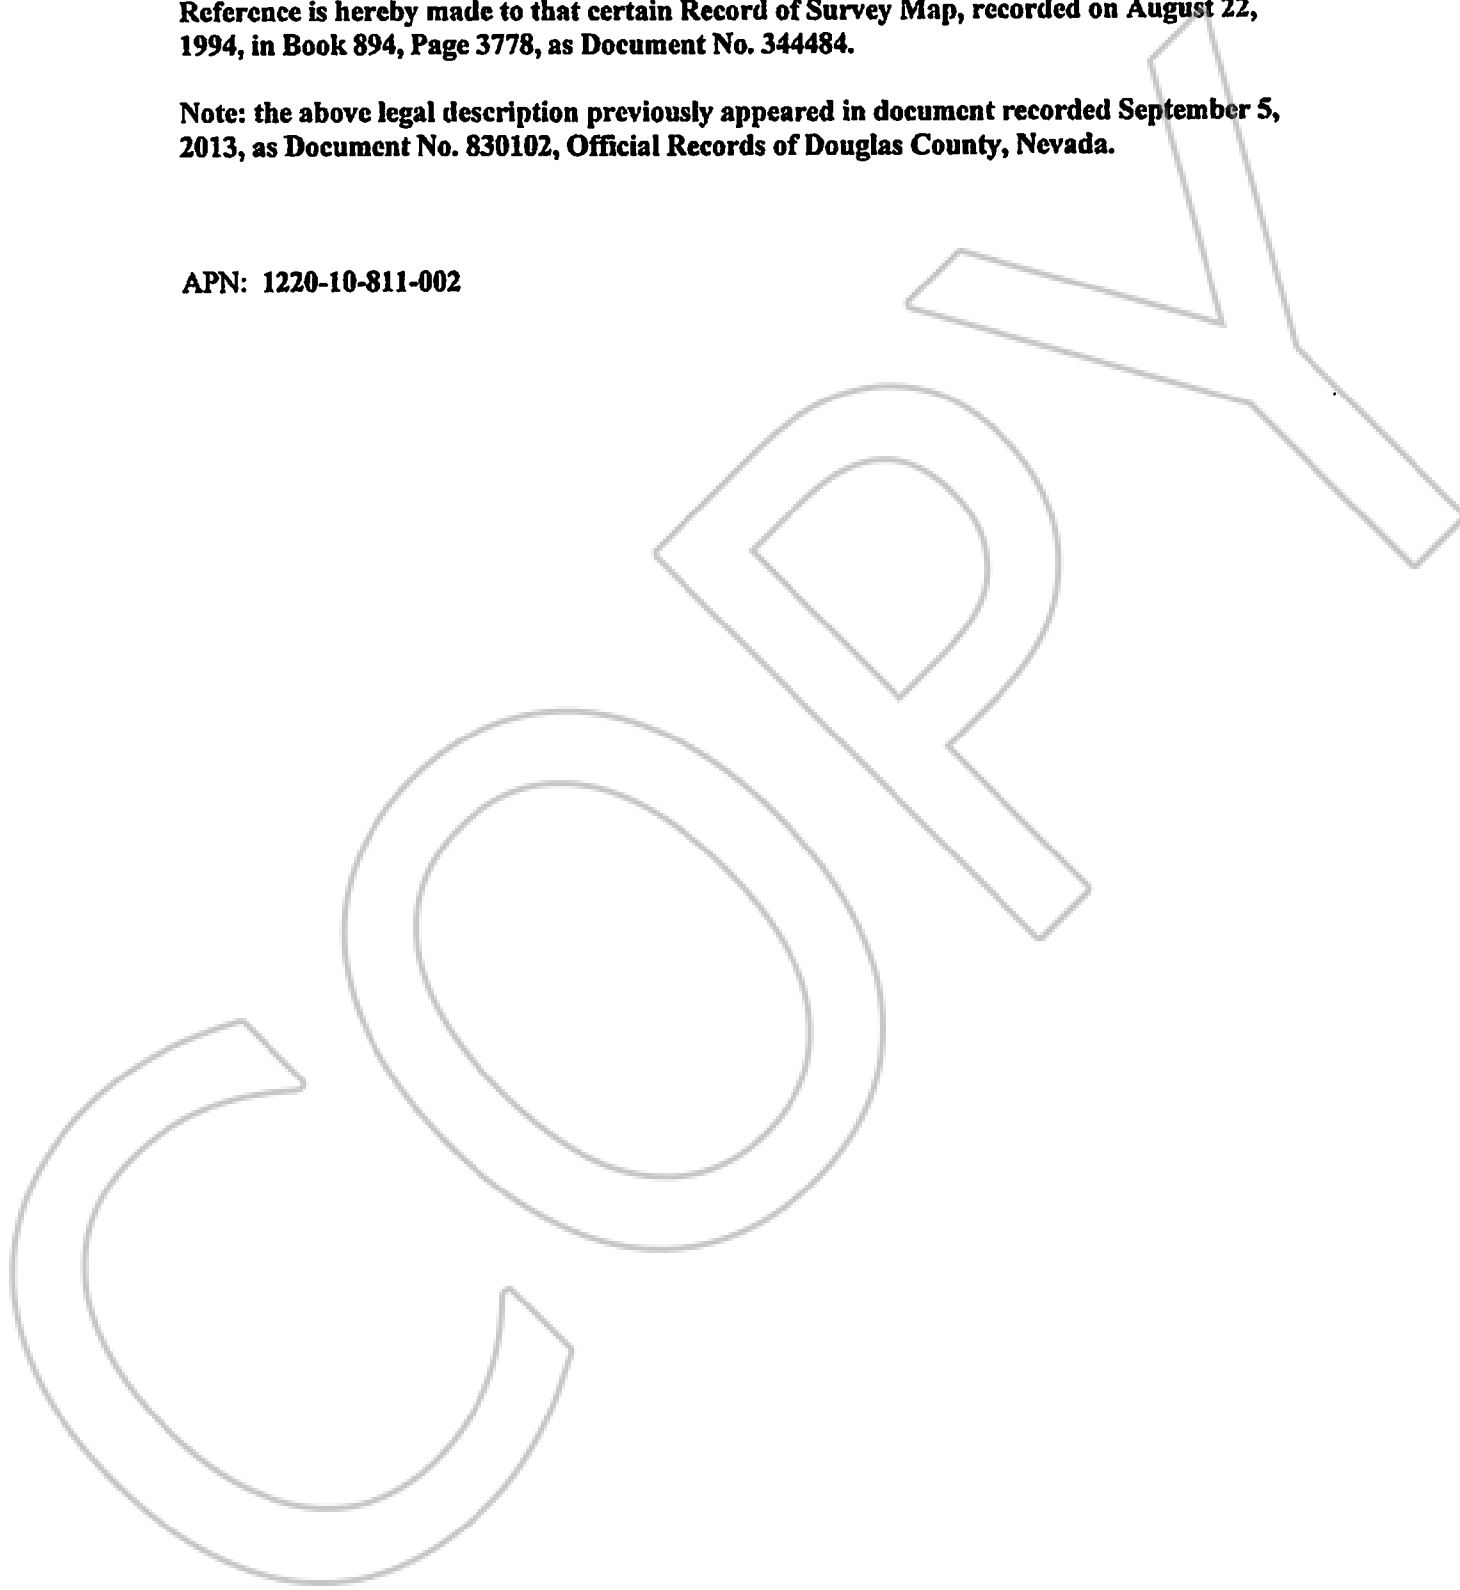 Reference is hereby made to that certain Record of Survey Map, recorded on August 22,
1994, in Book 894, Page 3778, as Document No. 344484.
Note: the above legal description previously appeared in document recorded September 5,
2013, as Document No. 830102, Official Records of Douglas County, Nevada.
APN: 1220-10-811-002
COPY